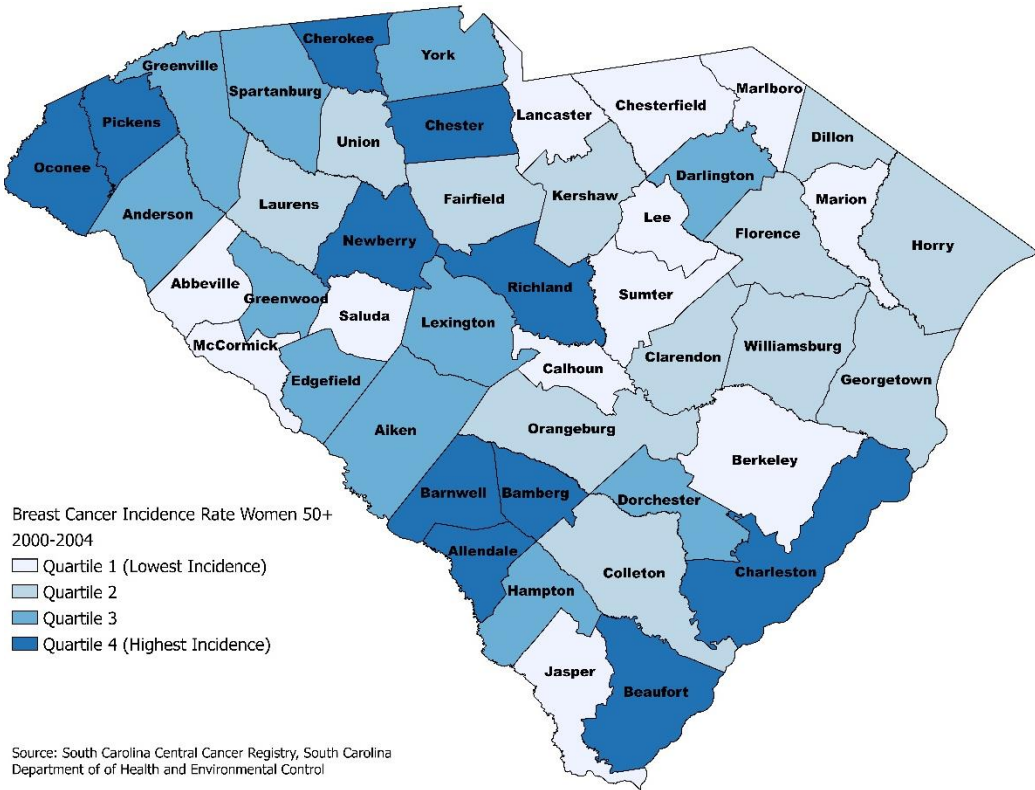 Cherokee
York
Greenville
Spartanburg
Pickens
Oconee
Union
Chester
Lancaster
Chesterfield
Marlboro
Dillon
Anderson
Laurens
Fairfield
Kershaw
Darlington
Lee
Marion
Florence
Horry
Newberry
Abbeville
Greenwood
Saluda
Lexington
Richland
Sumter
McCormick
Edgefield
Calhoun
Clarendon
Williamsburg
Georgetown
Aiken
Orangeburg
Berkeley
Barnwell
Bamberg
Dorchester
Allendale
Charleston
Colleton
Hampton
Jasper
Beaufort
Breast Cancer Incidence Rate Women 50+
2000-2004
Quartile 1 (Lowest Incidence)
Quartile 2
Quartile 3
Quartile 4 (Highest Incidence)
Source: South Carolina Central Cancer Registry, South Carolina
Department of of Health and Environmental Control